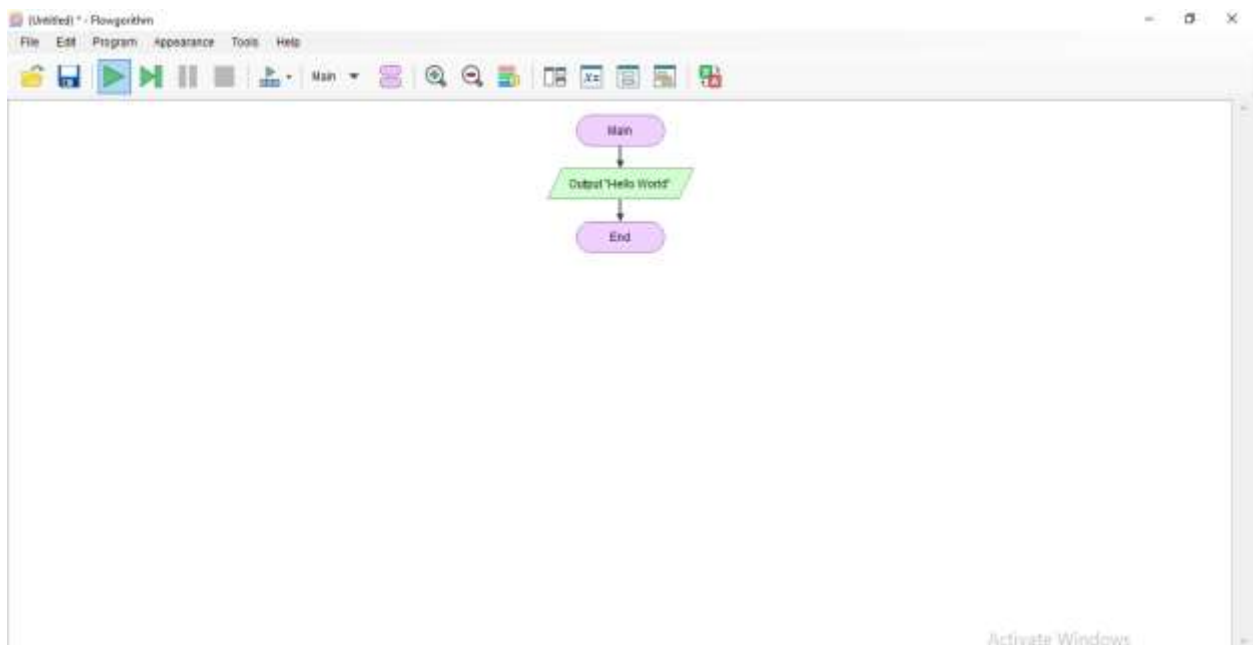 (Untitled) * - Flowgorithm
File Edit Program Appearance Tools Help
Main
x=
Main
Output "Hello World"
End
Activate Windows